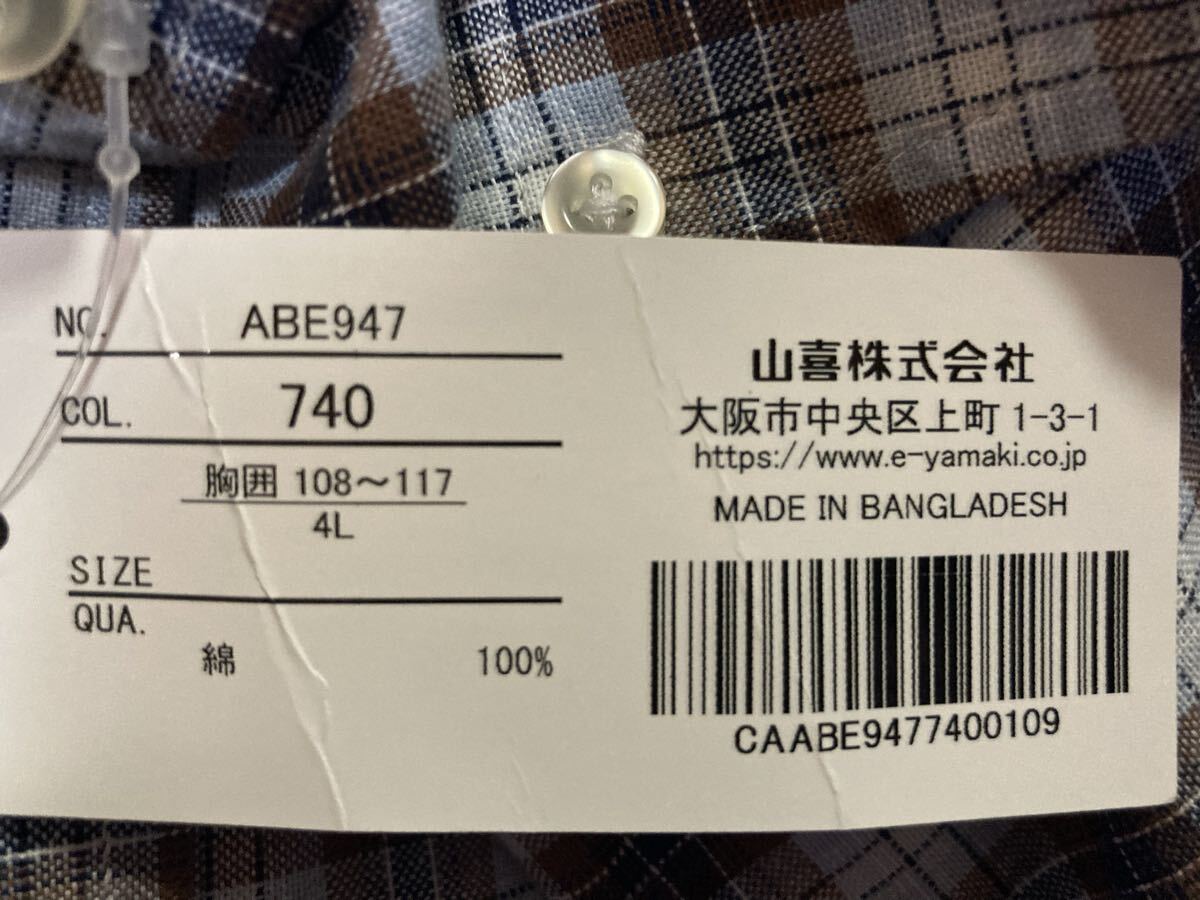 NO. ABE947
COL. 740
胸囲 108～117
4L
SIZE
QUA.
綿 100%
山喜株式会社
大阪市中央区上町 1-3-1
https://www.e-yamaki.co.jp
MADE IN BANGLADESH
CAABE9477400109